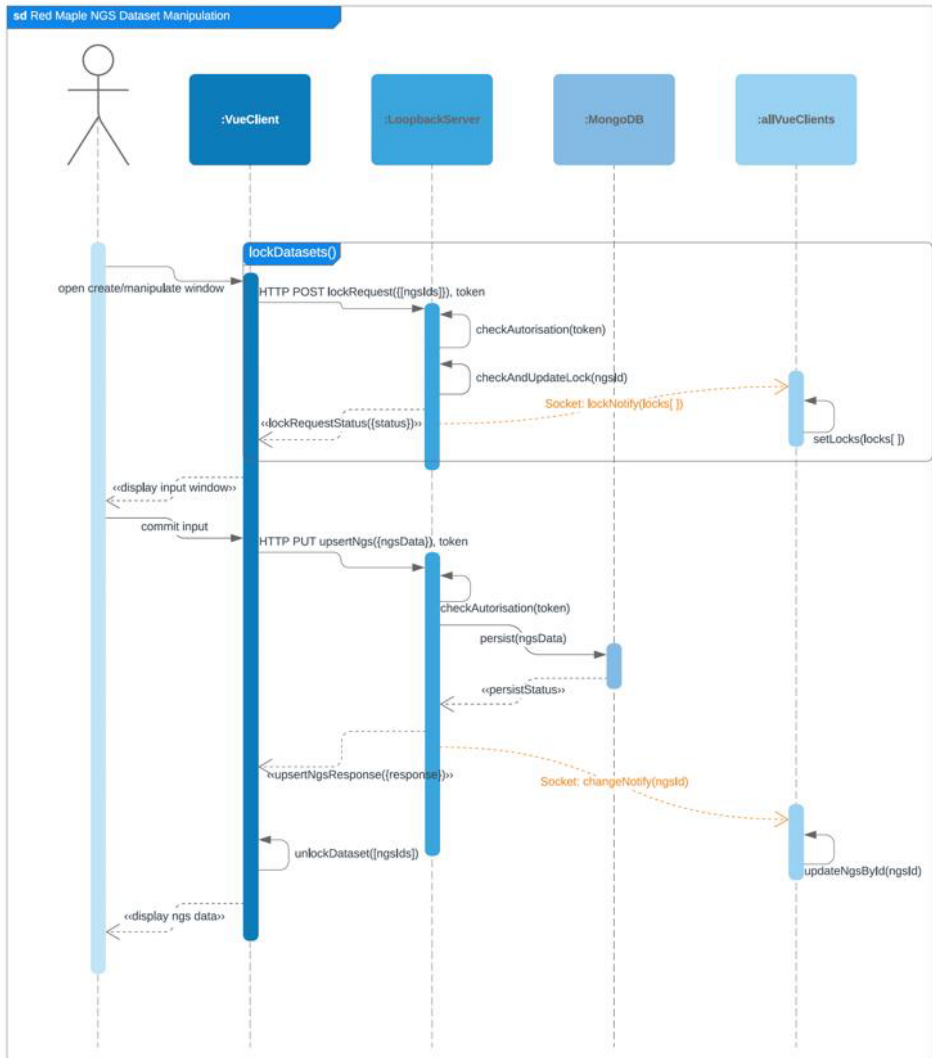 sd Red Maple NGS Dataset Manipulation
:VueClient
:LoopbackServer
:MongoDB
:allVueClients
lockDatasets()
open create/manipulate window
HTTP POST lockRequest({[ngsIds]}), token
checkAutorisation(token)
checkAndUpdateLock(ngsId)
Socket: lockNotify(locks[ ])
‹‹lockRequestStatus({status})››
setLocks(locks[ ])
‹‹display input window››
commit input
HTTP PUT upsertNgs({ngsData}), token
checkAutorisation(token)
persist(ngsData)
‹‹persistStatus››
‹‹upsertNgsResponse({response})››
Socket: changeNotify(ngsId)
unlockDataset([ngsIds])
updateNgsById(ngsId)
‹‹display ngs data››